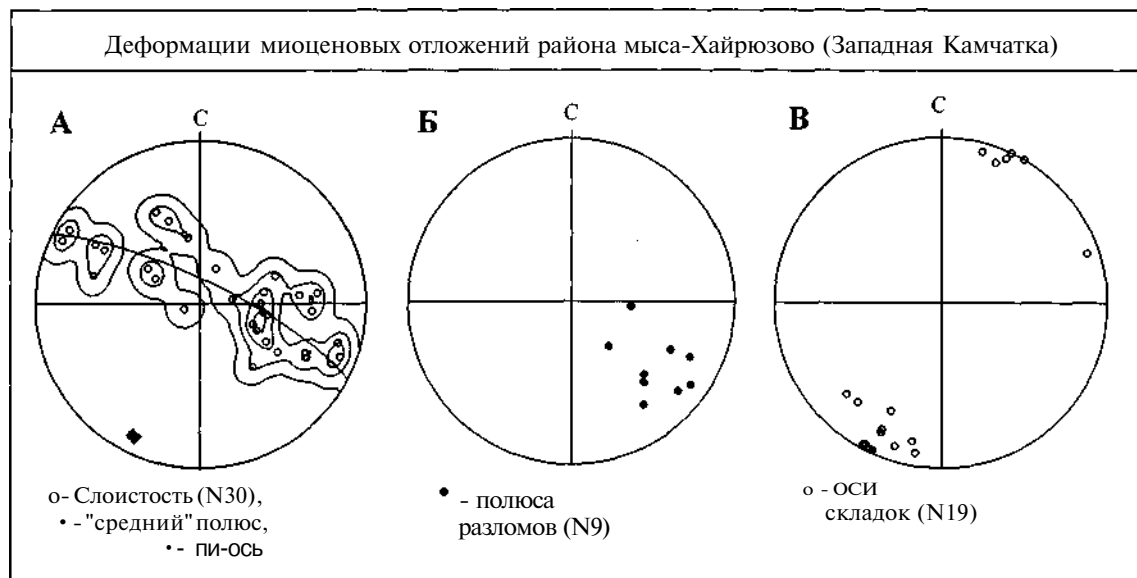 Деформации миоценовых отложений района мыса-Хайрюзово (Западная Камчатка)
А
С
Б
С
В
С
о- Слоистость (N30),
• - "средний" полюс,
• - пи-ось
• - полюса
разломов (N9)
о - оси
складок (N19)